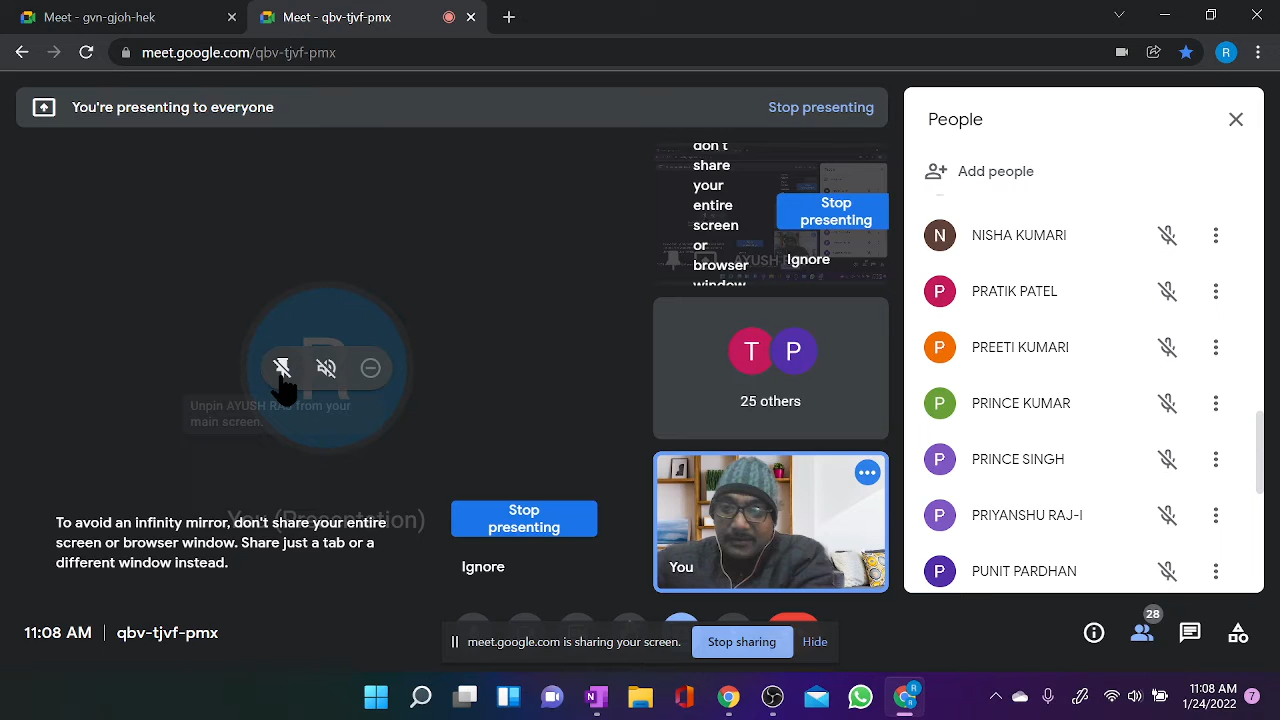 Meet - gvn-gjoh-hek
Meet - qbv-tjvf-pmx
meet.google.com/qbv-tjvf-pmx
R
You're presenting to everyone
Stop presenting
don't
share
your
entire
screen
or
browser
window
Stop
presenting
Ignore
AYUSH
T P
25 others
R
Unpin AYUSH RAJ from your
main screen.
You (Presentation)
To avoid an infinity mirror, don't share your entire
screen or browser window. Share just a tab or a
different window instead.
Stop
presenting
Ignore
You
People
Add people
N NISHA KUMARI
P PRATIK PATEL
P PREETI KUMARI
P PRINCE KUMAR
P PRINCE SINGH
P PRIYANSHU RAJ-I
P PUNIT PARDHAN
11:08 AM | qbv-tjvf-pmx
meet.google.com is sharing your screen.
Stop sharing
Hide
28
11:08 AM
1/24/2022
7